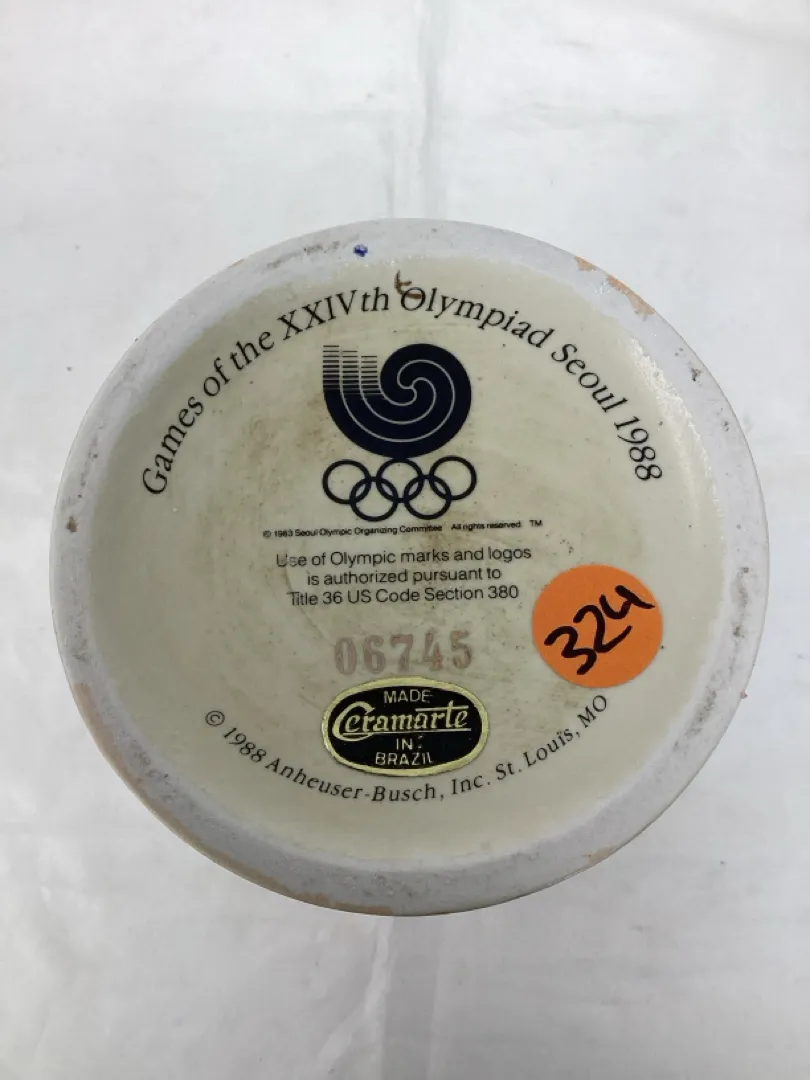 Games of the XXIVth Olympiad Seoul 1988
© 1983 Seoul Olympic Organizing Committee All rights reserved TM
Use of Olympic marks and logos
is authorized pursuant to
Title 36 US Code Section 380
324
06745
MADE
Ceramarte
IN
BRAZIL
© 1988 Anheuser-Busch, Inc. St. Louis, MO